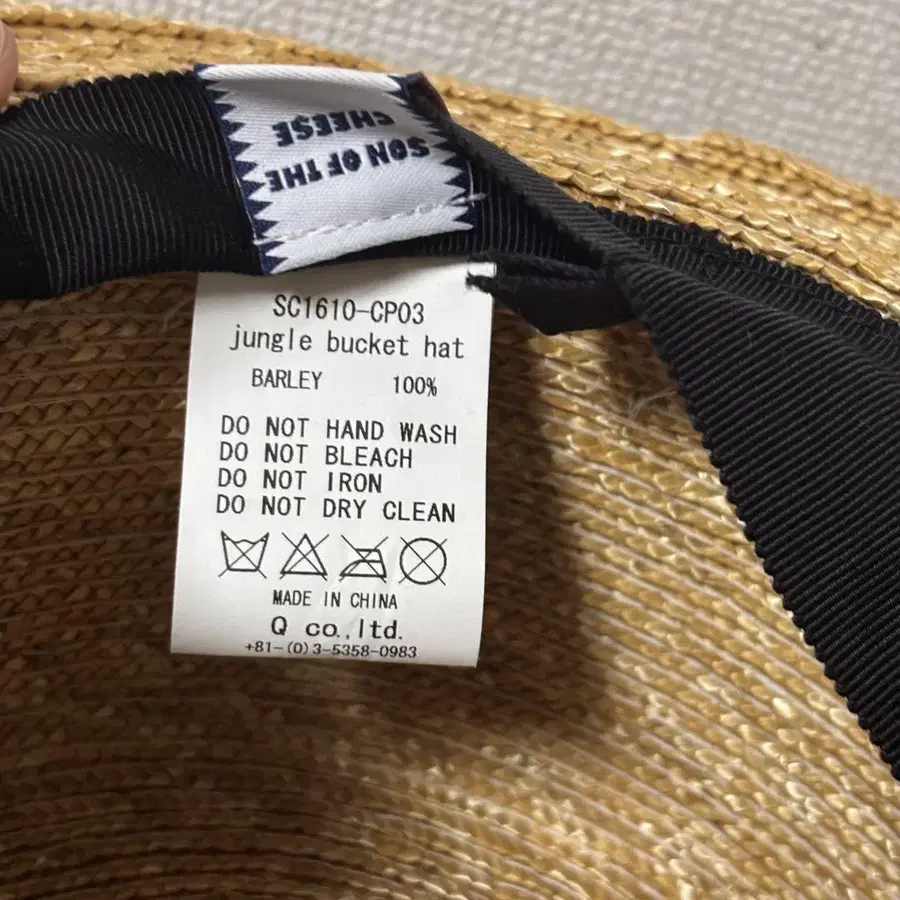 SON OF THE
CHEESE
SC1610-CP03
jungle bucket hat
BARLEY 100%
DO NOT HAND WASH
DO NOT BLEACH
DO NOT IRON
DO NOT DRY CLEAN
MADE IN CHINA
Q co.,ltd.
+81-(0)3-5358-0983